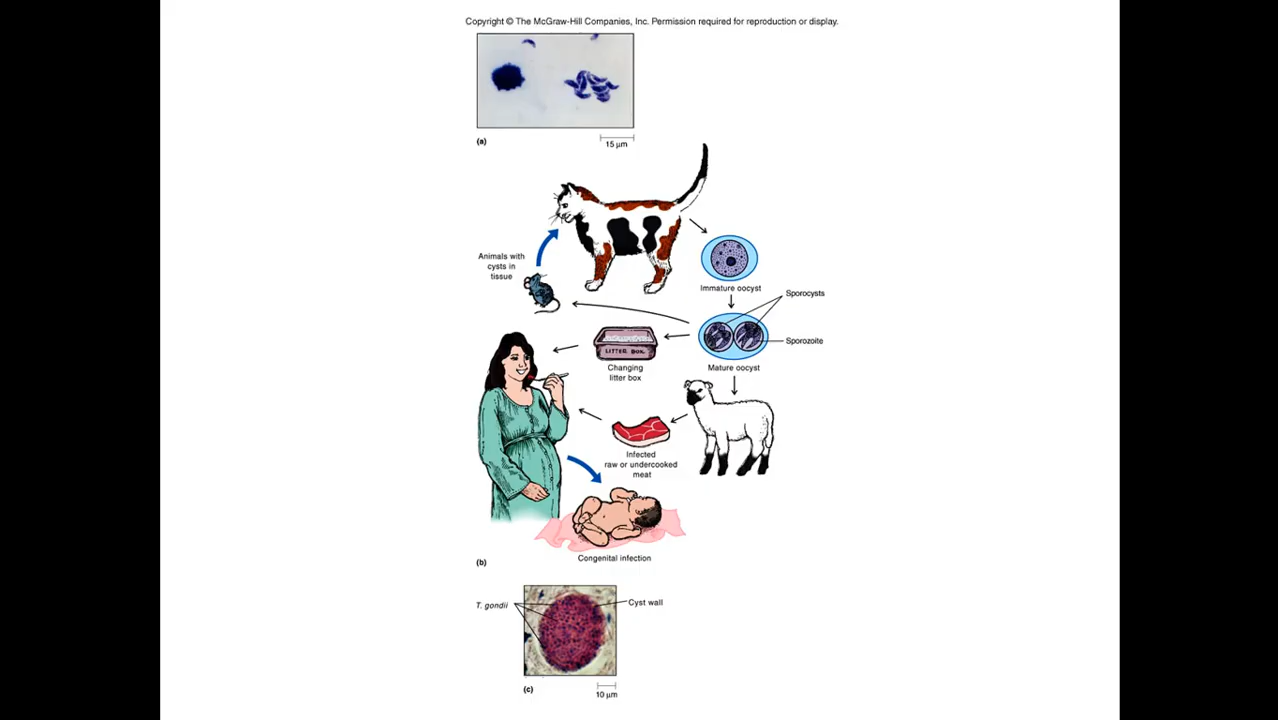 Copyright © The McGraw-Hill Companies, Inc. Permission required for reproduction or display.
(a)
15 µm
Animals with
cysts in
tissue
Immature oocyst
Sporocysts
LITTER BOX
Sporozoite
Changing
litter box
Mature oocyst
Infected
raw or undercooked
meat
Congenital infection
(b)
T. gondii
Cyst wall
(c)
10 µm